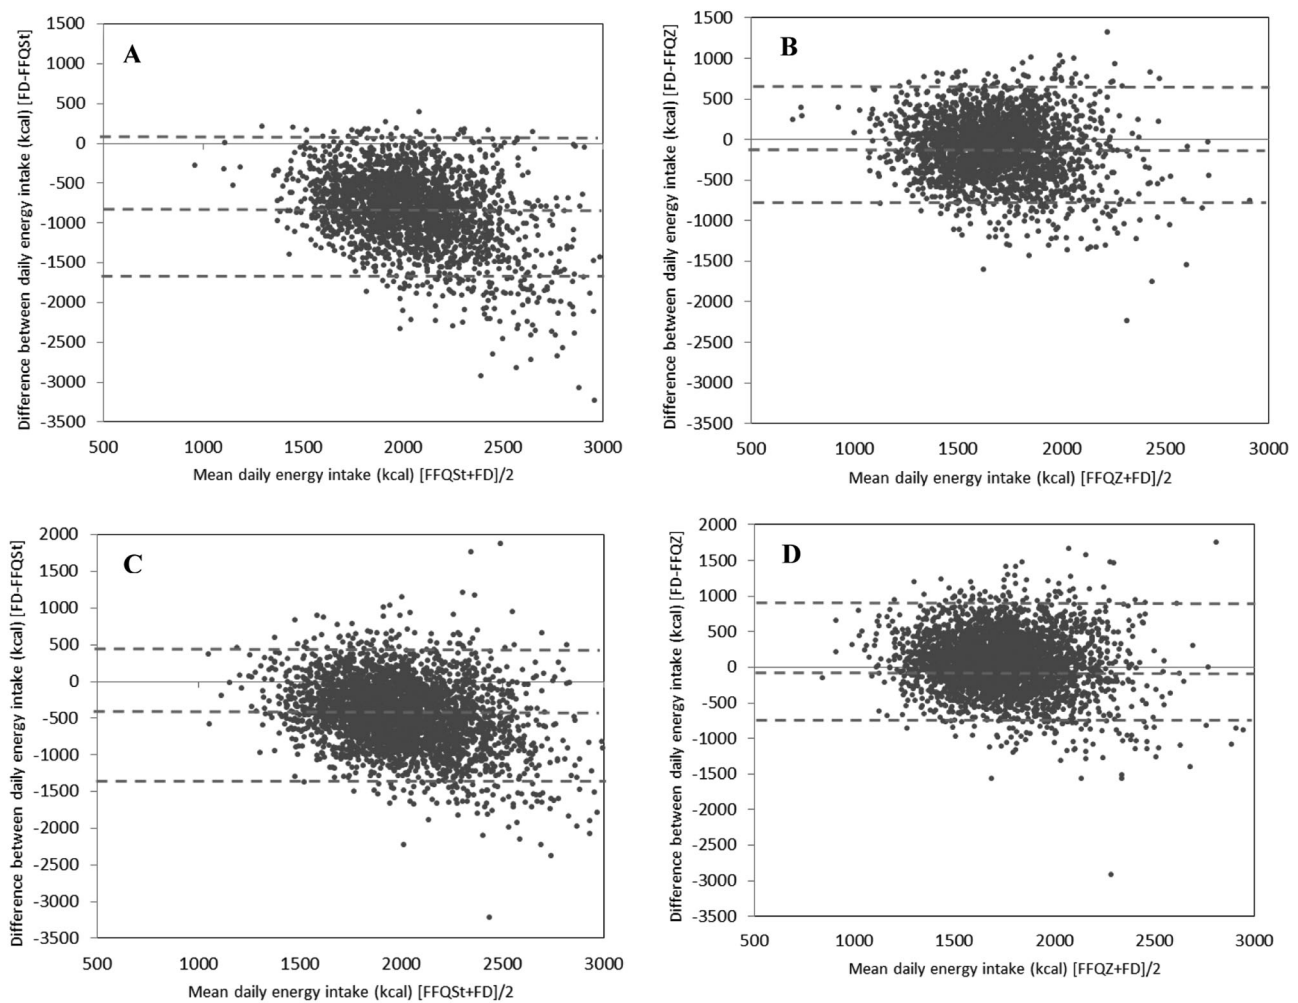 A
Difference between daily energy intake (kcal) [FD-FFQSt]
1500
1000
500
0
-500
-1000
-1500
-2000
-2500
-3000
-3500
500 1000 1500 2000 2500 3000
Mean daily energy intake (kcal) [FFQSt+FD]/2
B
Difference between daily energy intake (kcal) [FD-FFQZ]
1500
1000
500
0
-500
-1000
-1500
-2000
-2500
-3000
-3500
500 1000 1500 2000 2500 3000
Mean daily energy intake (kcal) [FFQZ+FD]/2
C
Difference between daily energy intake (kcal) [FD-FFQSt]
2000
1500
1000
500
0
-500
-1000
-1500
-2000
-2500
-3000
-3500
500 1000 1500 2000 2500 3000
Mean daily energy intake (kcal) [FFQSt+FD]/2
D
Difference between daily energy intake (kcal) [FD-FFQZ]
2000
1500
1000
500
0
-500
-1000
-1500
-2000
-2500
-3000
-3500
500 1000 1500 2000 2500 3000
Mean daily energy intake (kcal) [FFQZ+FD]/2